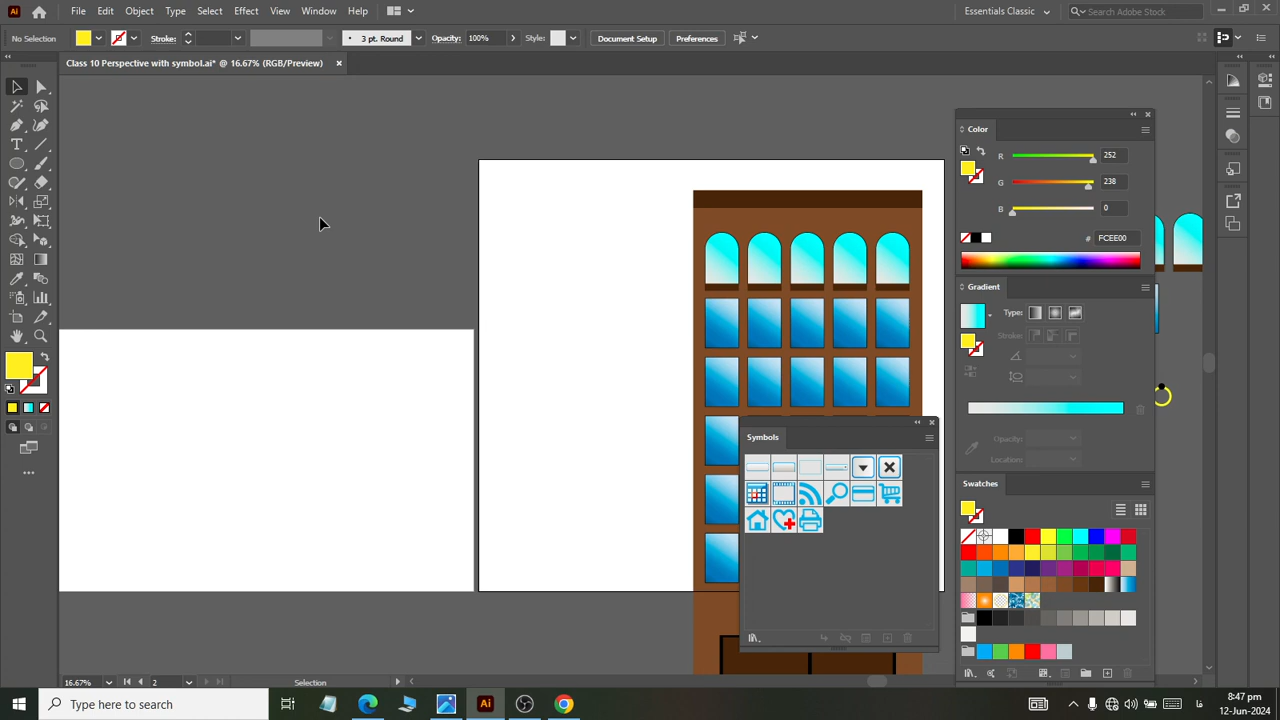 Ai File Edit Object Type Select Effect View Window Help
Essentials Classic
Search Adobe Stock
No Selection
Stroke:
3 pt. Round
Opacity: 100%
Style:
Document Setup
Preferences
Class 10 Perspective with symbol.ai* @ 16.67% (RGB/Preview)
Color
R 252
G 238
B 0
# FCEE00
Gradient
Type:
Stroke:
Opacity:
Location:
Symbols
Swatches
16.67%
2
Selection
Type here to search
Ai
8:47 pm
12-Jun-2024